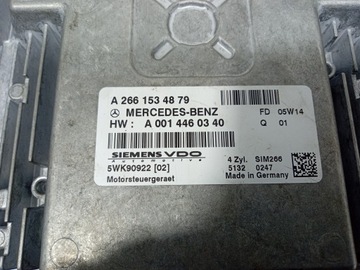 A 266 153 48 79
MERCEDES-BENZ FD 05W14
HW : A 001 446 03 40 Q 01
SIEMENS VDO
Automotive
4 Zyl. SIM266
5WK90922 [02] 5132 0247
Motorsteuergeraet Made in Germany